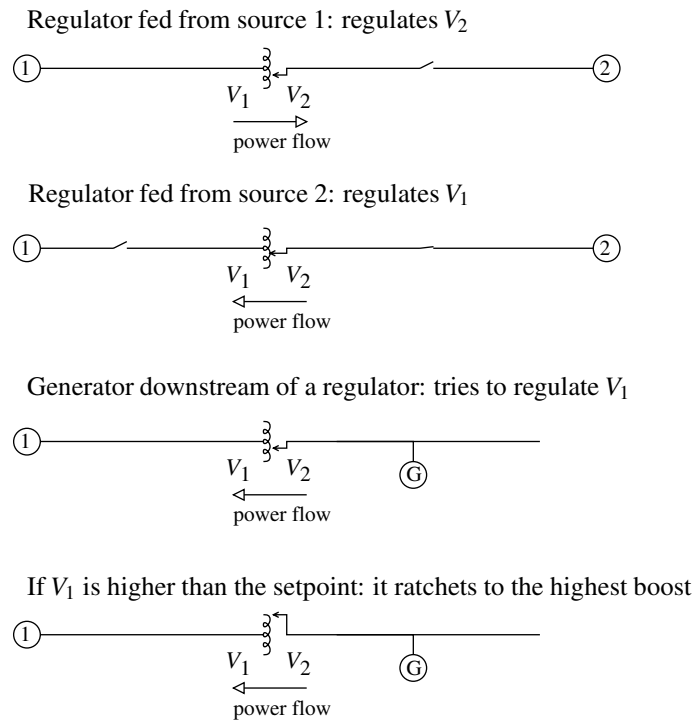 Regulator fed from source 1: regulates V2
1 2
V1 V2
power flow
Regulator fed from source 2: regulates V1
1 2
V1 V2
power flow
Generator downstream of a regulator: tries to regulate V1
1
V1 V2 G
power flow
If V1 is higher than the setpoint: it ratchets to the highest boost
1
V1 V2 G
power flow